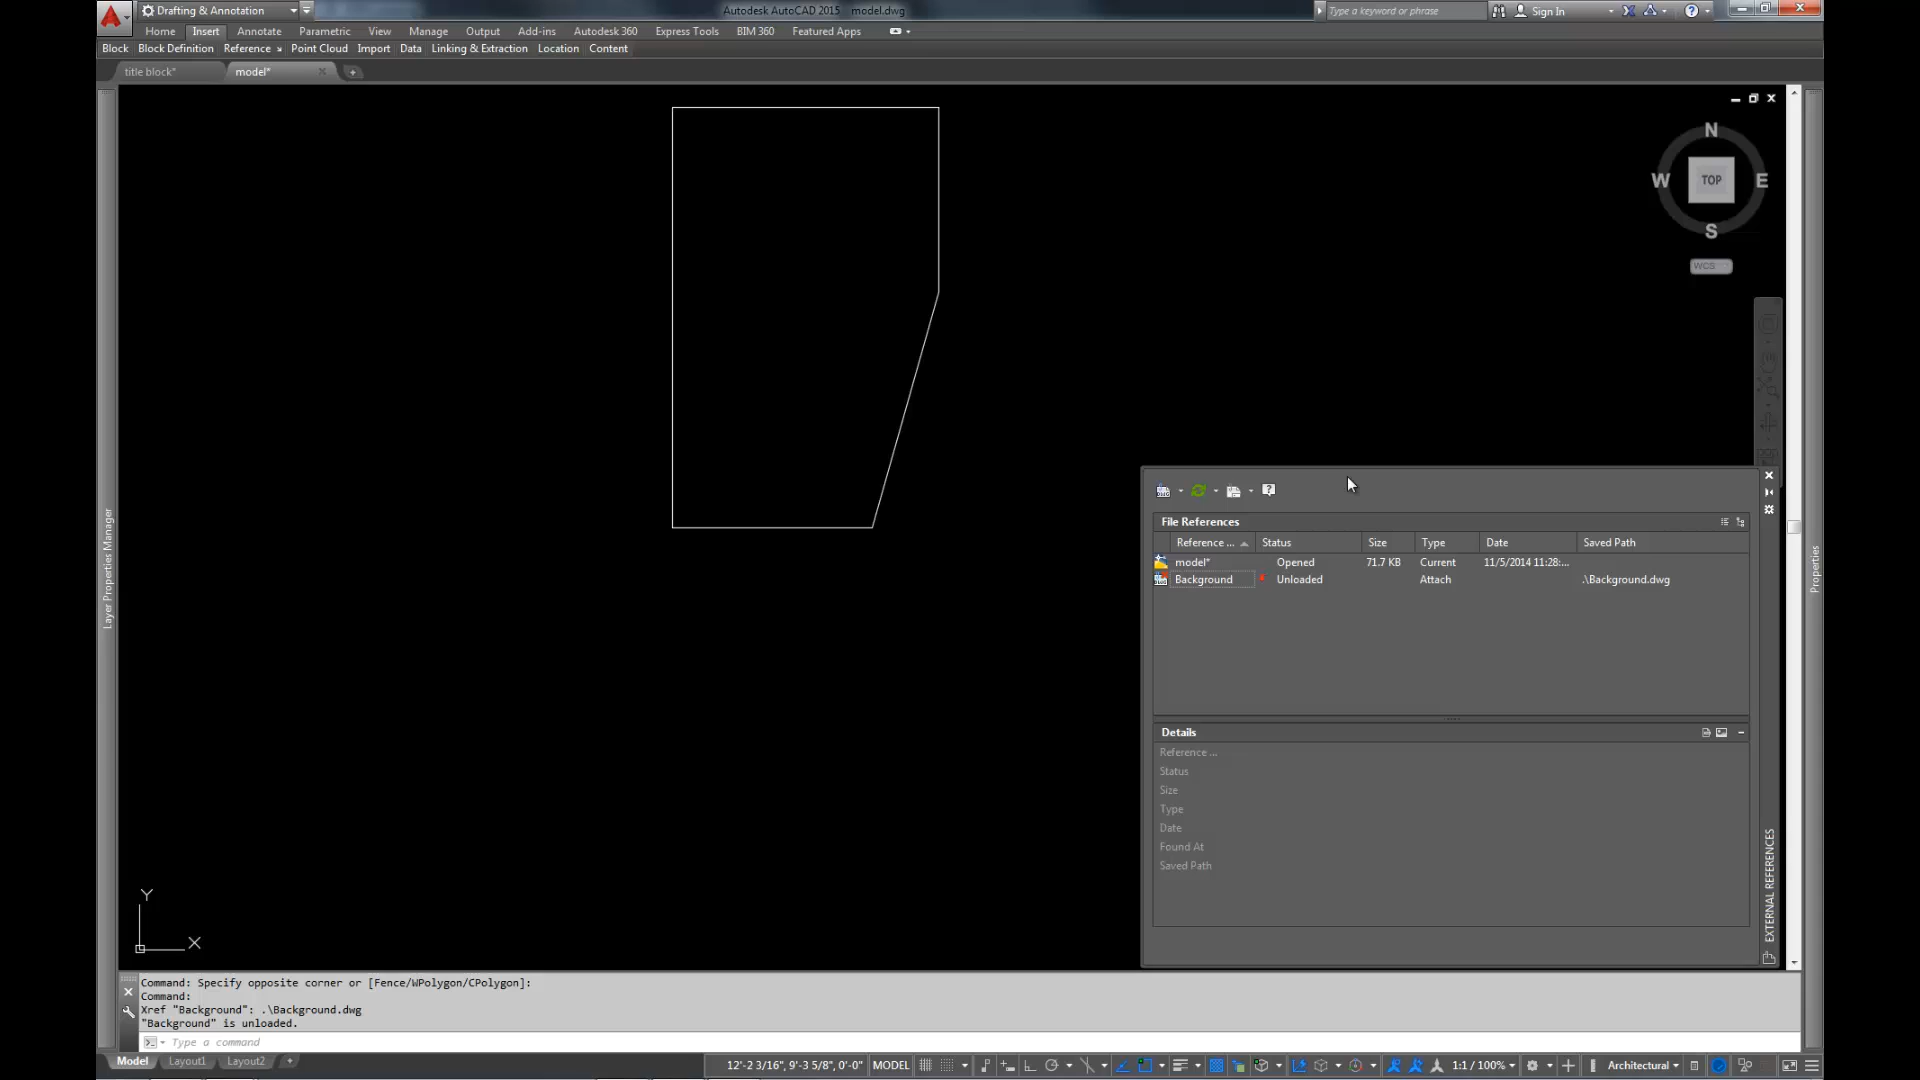 Drafting & Annotation
Autodesk AutoCAD 2015 model.dwg
Type a keyword or phrase
Sign In
Home Insert Annotate Parametric View Manage Output Add-ins Autodesk 360 Express Tools BIM 360 Featured Apps
Block Block Definition Reference Point Cloud Import Data Linking & Extraction Location Content
title block* model*
N
W TOP E
S
WCS
Layer Properties Manager
Properties
File References
Reference ... Status Size Type Date Saved Path
model* Opened 71.7 KB Current 11/5/2014 11:28:...
Background Unloaded Attach .\Background.dwg
Details
Reference ...
Status
Size
Type
Date
Found At
Saved Path
EXTERNAL REFERENCES
Y
X
Command: Specify opposite corner or [Fence/WPolygon/CPolygon]:
Command:
Xref "Background": .\Background.dwg
"Background" is unloaded.
Type a command
Model Layout1 Layout2
12'-2 3/16", 9'-3 5/8", 0'-0" MODEL 1:1 / 100% Architectural